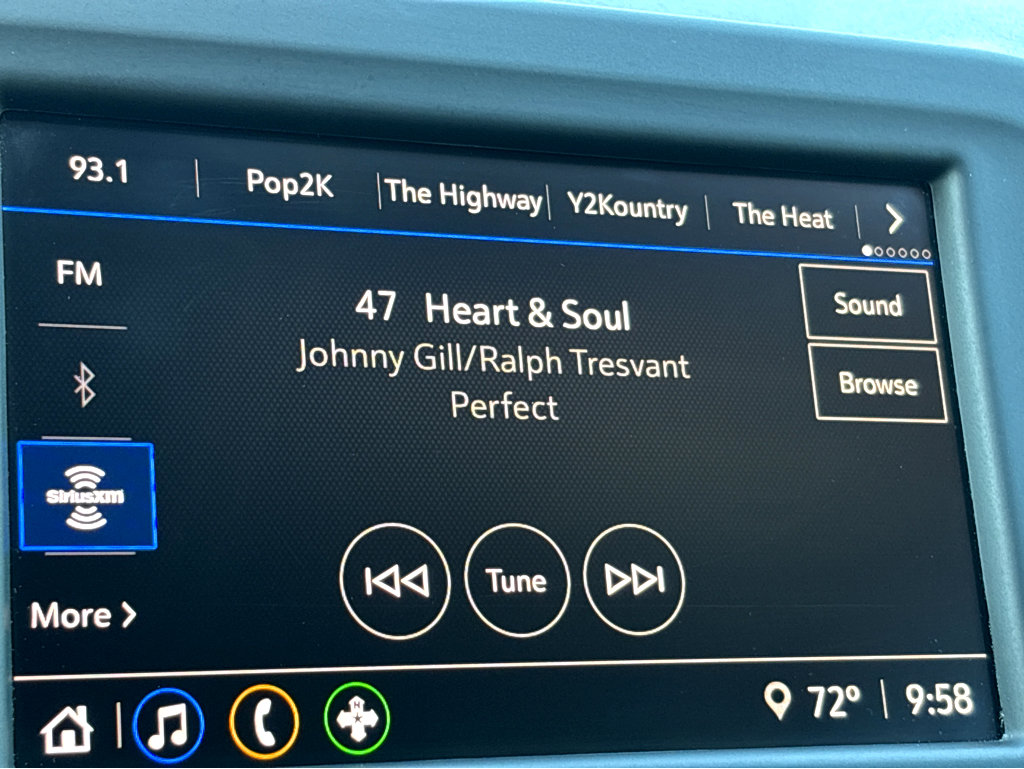 93.1 Pop2K The Highway Y2Kountry The Heat
FM
47 Heart & Soul
Johnny Gill/Ralph Tresvant
Perfect
Sound
Browse
SiriusXM
Tune
More
72° 9:58